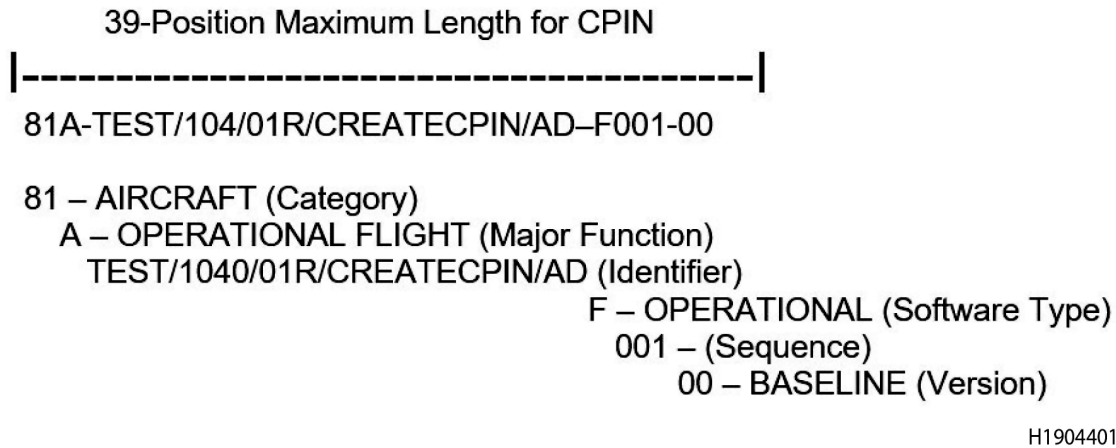 39-Position Maximum Length for CPIN
|---------------------------------------|
81A-TEST/104/01R/CREATECPIN/AD–F001-00
81 – AIRCRAFT (Category)
A – OPERATIONAL FLIGHT (Major Function)
TEST/1040/01R/CREATECPIN/AD (Identifier)
F – OPERATIONAL (Software Type)
001 – (Sequence)
00 – BASELINE (Version)
H1904401